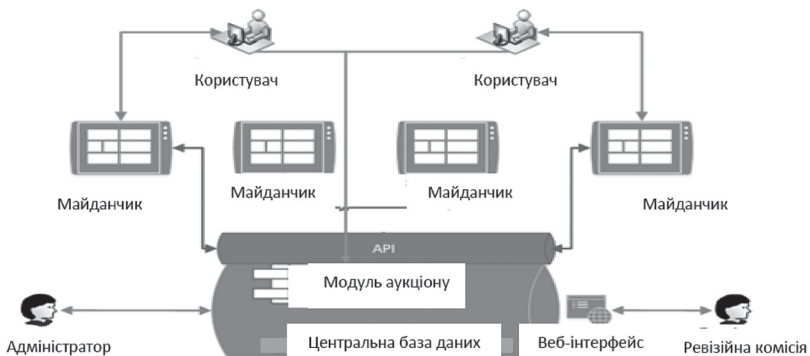 Користувач
Користувач
Майданчик
Майданчик
Майданчик
Майданчик
API
Модуль аукціону
Адміністратор
Центральна база даних
Веб-інтерфейс
Ревізійна комісія